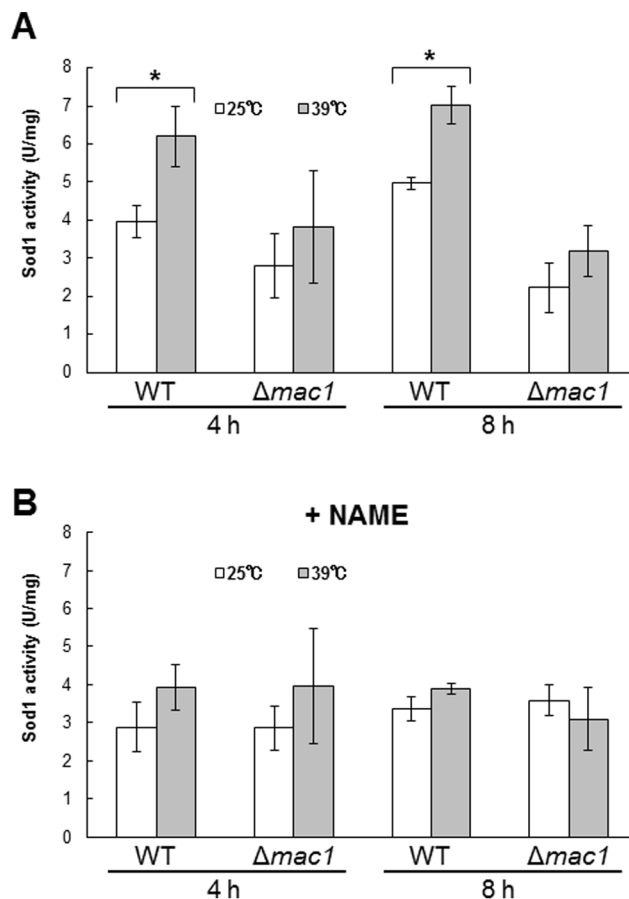 A
Sod1 activity (U/mg)
8
7
6
5
4
3
2
1
0
* *
25℃ 39℃
WT Δmac1 WT Δmac1
4 h 8 h
B
+ NAME
Sod1 activity (U/mg)
8
7
6
5
4
3
2
1
0
25℃ 39℃
WT Δmac1 WT Δmac1
4 h 8 h